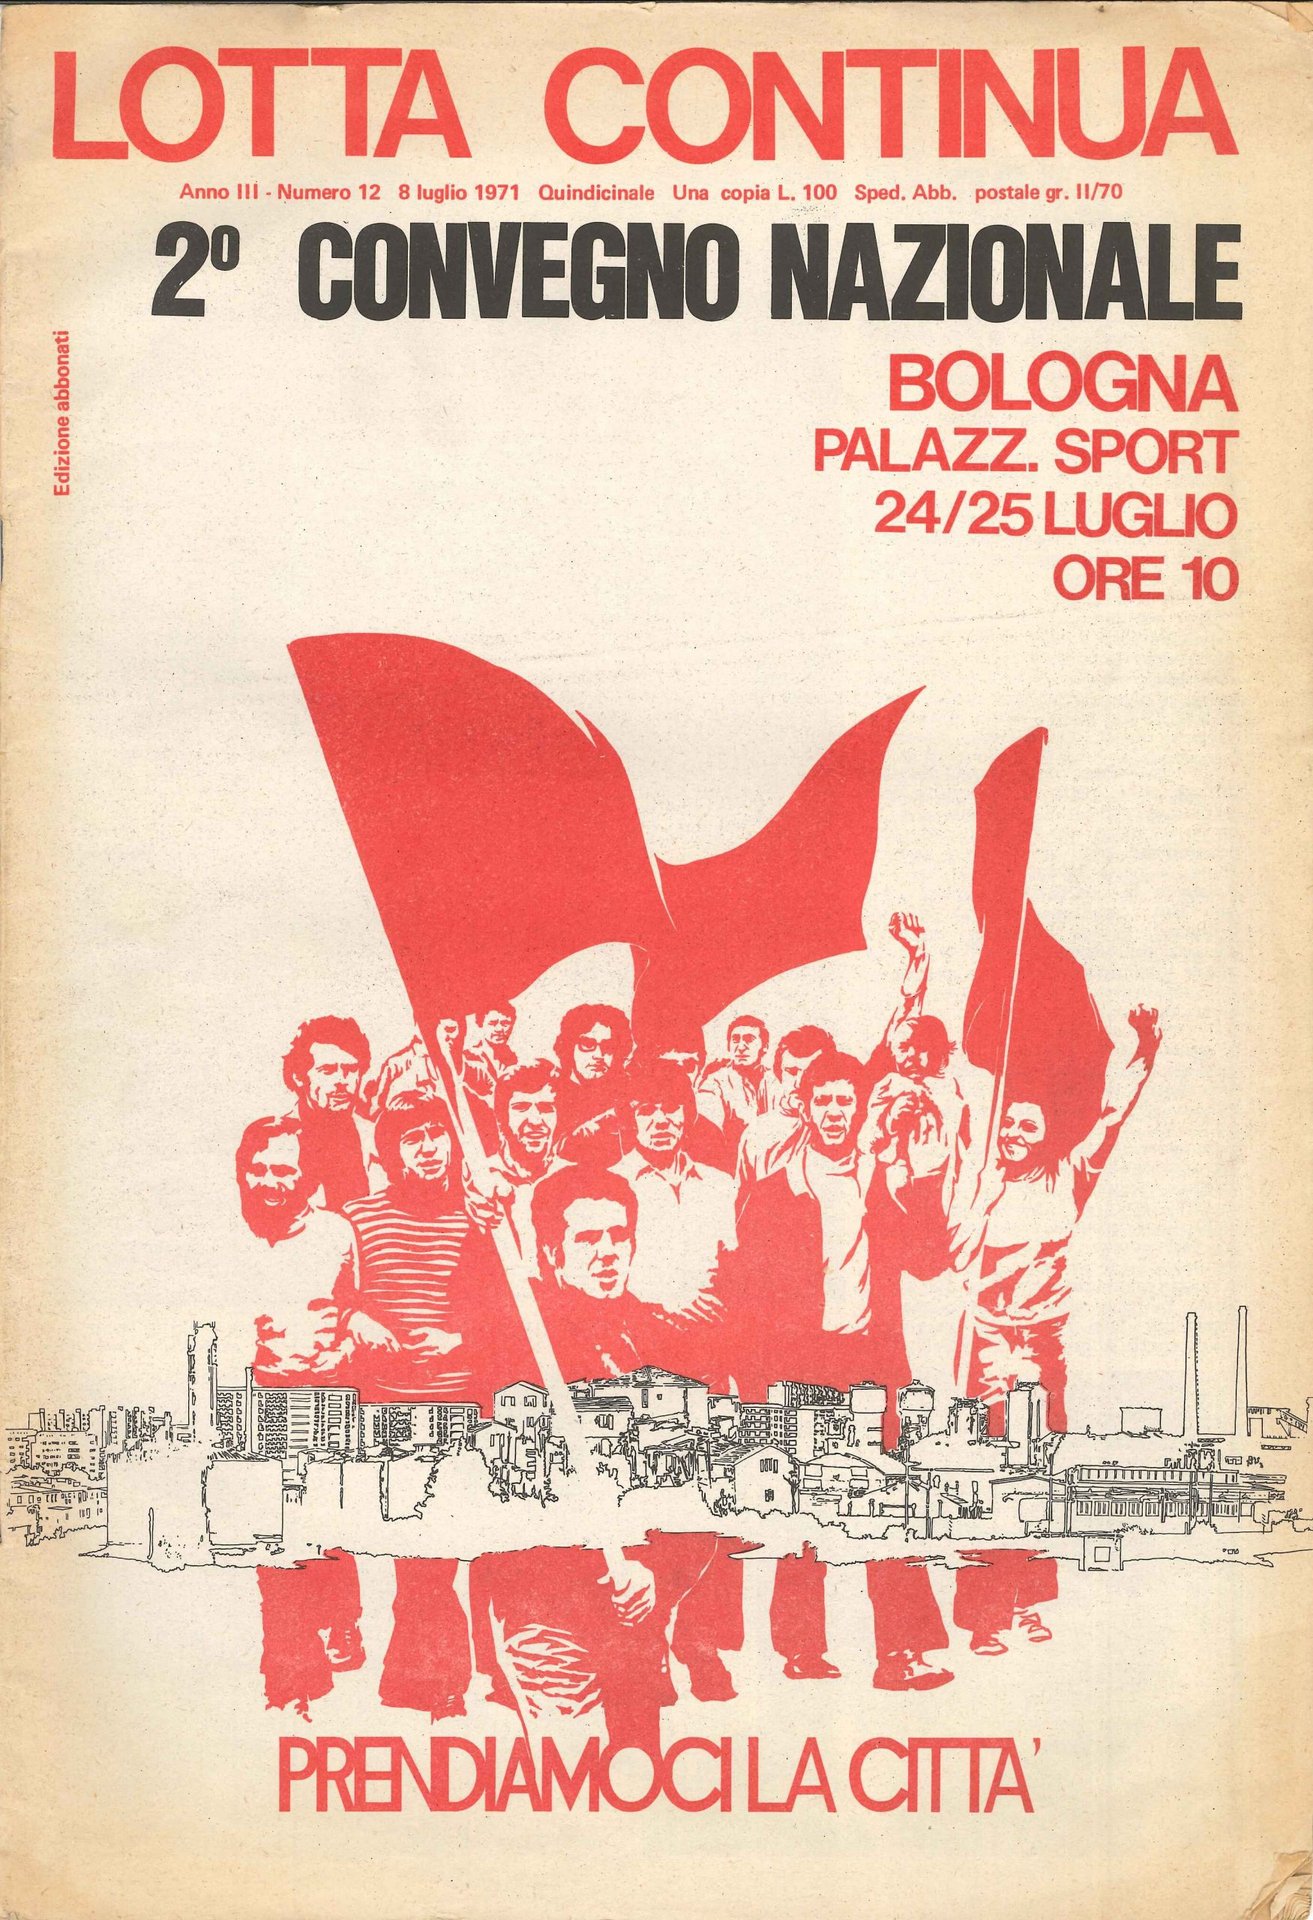 LOTTA CONTINUA
Anno III - Numero 12 8 luglio 1971 Quindicinale Una copia L. 100 Sped. Abb. postale gr. II/70
2º CONVEGNO NAZIONALE
Edizione abbonati
BOLOGNA
PALAZZ. SPORT
24/25 LUGLIO
ORE 10
PRENDIAMOCI LA CITTA'